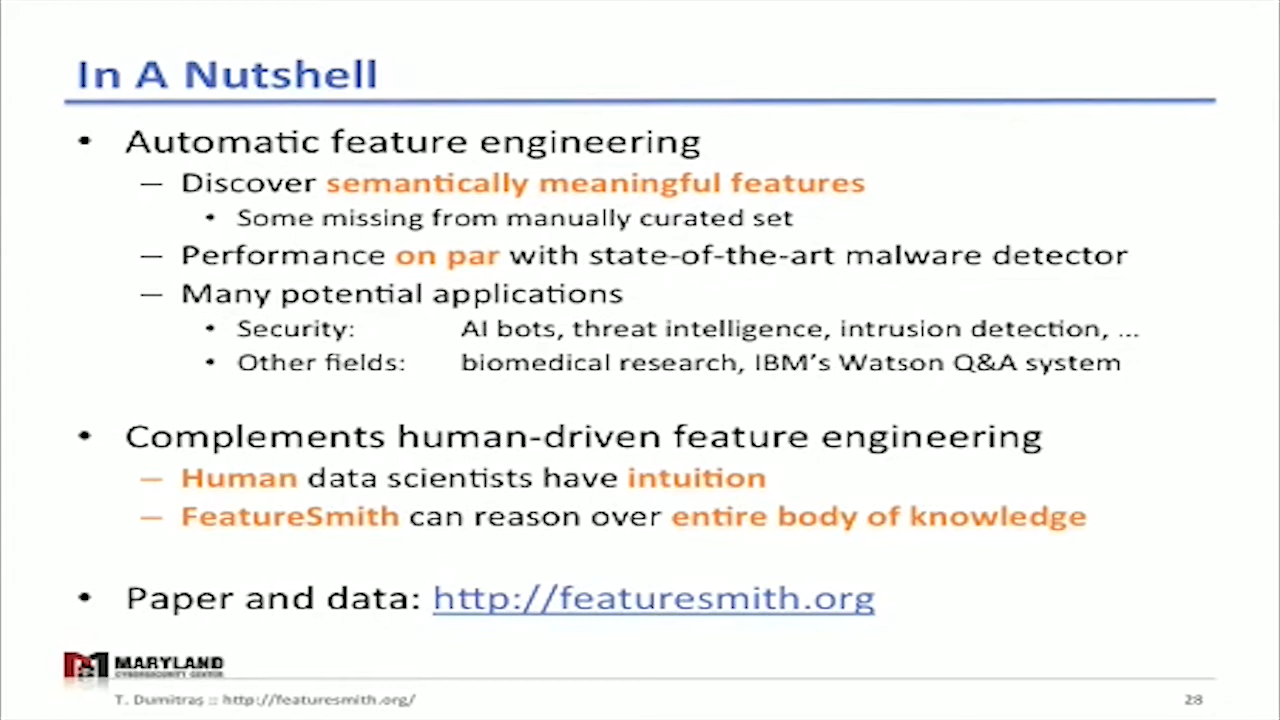 In A Nutshell
• Automatic feature engineering
– Discover semantically meaningful features
• Some missing from manually curated set
– Performance on par with state-of-the-art malware detector
– Many potential applications
• Security: AI bots, threat intelligence, intrusion detection, ...
• Other fields: biomedical research, IBM's Watson Q&A system
• Complements human-driven feature engineering
– Human data scientists have intuition
– FeatureSmith can reason over entire body of knowledge
• Paper and data: http://featuresmith.org
MARYLAND
CYBERSECURITY CENTER
T. Dumitraș :: http://featuresmith.org/
28